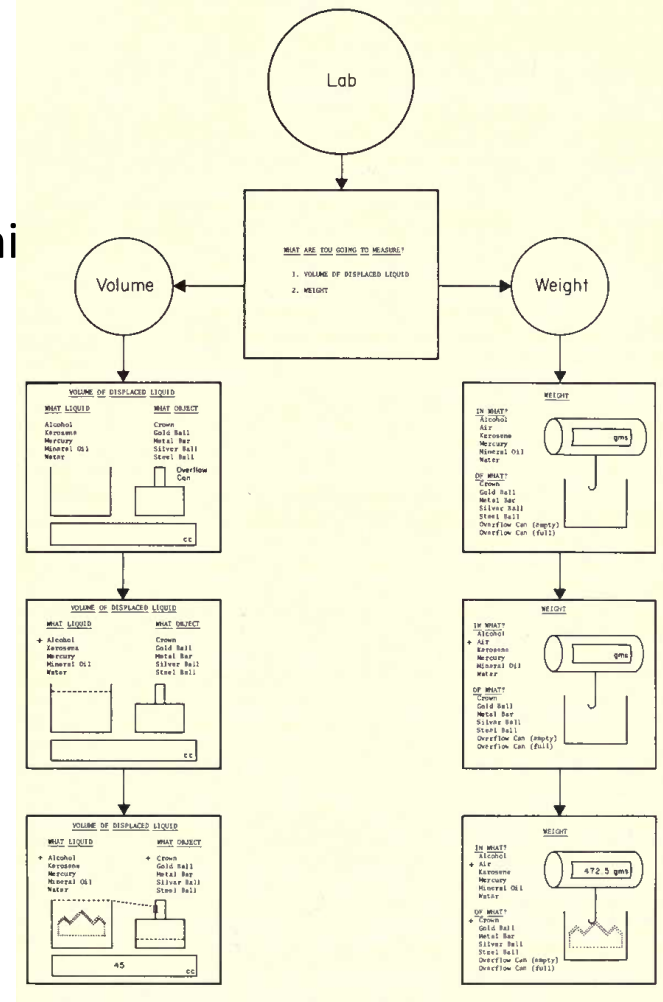 Lab
WHAT ARE YOU GOING TO MEASURE?
1. VOLUME OF DISPLACED LIQUID
2. WEIGHT
ni
Volume
Weight
VOLUME OF DISPLACED LIQUID
WHAT LIQUID
Alcohol
Kerosene
Mercury
Mineral Oil
Water
WHAT OBJECT
Crown
Gold Ball
Metal Bar
Silver Ball
Steel Ball
Overflow
Can
cc
VOLUME OF DISPLACED LIQUID
WHAT LIQUID
+ Alcohol
Kerosene
Mercury
Mineral Oil
Water
WHAT OBJECT
Crown
Gold Ball
Metal Bar
Silver Ball
Steel Ball
cc
VOLUME OF DISPLACED LIQUID
WHAT LIQUID
+ Alcohol
Kerosene
Mercury
Mineral Oil
Water
WHAT OBJECT
+ Crown
Gold Ball
Metal Bar
Silver Ball
Steel Ball
45
cc
WEIGHT
IN WHAT?
Alcohol
Air
Kerosene
Mercury
Mineral Oil
Water
OF WHAT?
Crown
Gold Ball
Metal Bar
Silver Ball
Steel Ball
Overflow Can (empty)
Overflow Can (full)
gms
WEIGHT
IN WHAT?
Alcohol
+ Air
Kerosene
Mercury
Mineral Oil
Water
OF WHAT?
Crown
Gold Ball
Metal Bar
Silver Ball
Steel Ball
Overflow Can (empty)
Overflow Can (full)
gms
WEIGHT
IN WHAT?
Alcohol
+ Air
Kerosene
Mercury
Mineral Oil
Water
OF WHAT?
+ Crown
Gold Ball
Metal Bar
Silver Ball
Steel Ball
Overflow Can (empty)
Overflow Can (full)
472.5 gms